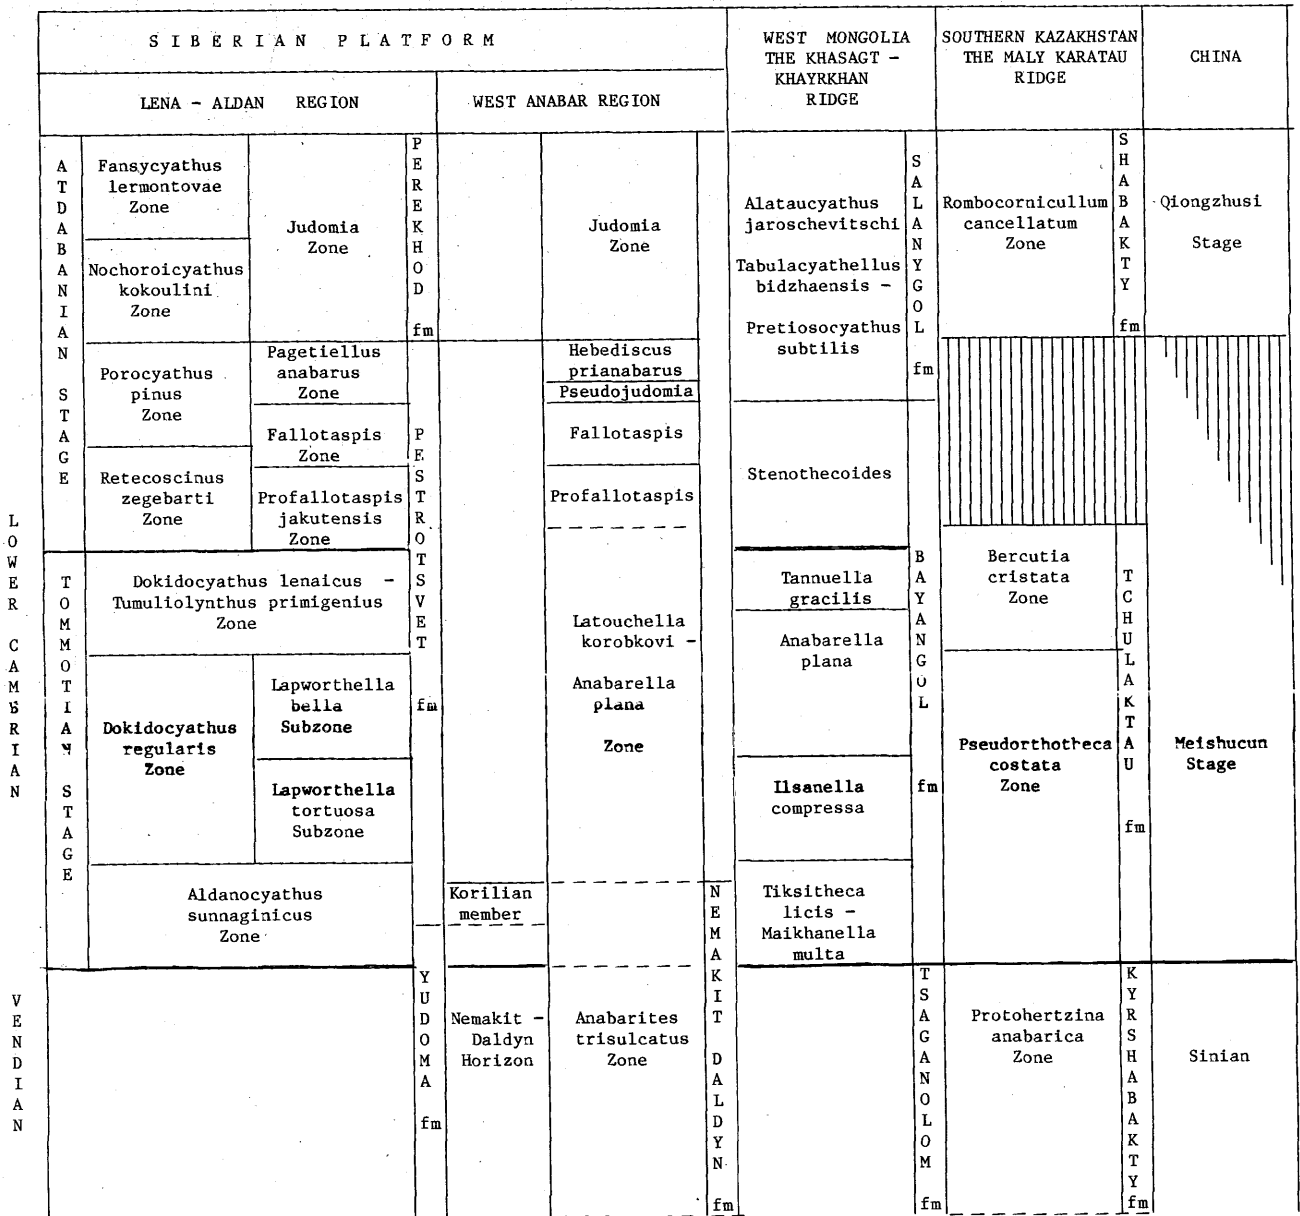 S I B E R I A N   P L A T F O R M
LENA - ALDAN REGION
WEST ANABAR REGION
WEST MONGOLIA
THE KHASAGT -
KHAYRKHAN
RIDGE
SOUTHERN KAZAKHSTAN
THE MALY KARATAU
RIDGE
CHINA
LOWER CAMBRIAN
VENDIAN
ATDABANIAN STAGE
TOMMOTIAN STAGE
Fansycyathus
lermontovae
Zone
Nochoroicyathus
kokoulini
Zone
Porocyathus
pinus
Zone
Retecoscinus
zegebarti
Zone
Judomia
Zone
Pagetiellus
anabarus
Zone
Fallotaspis
Zone
Profallotaspis
jakutensis
Zone
Dokidocyathus lenaicus -
Tumuliolynthus primigenius
Zone
Dokidocyathus
regularis
Zone
Lapworthella
bella
Subzone
Lapworthella
tortuosa
Subzone
Aldanocyathus
sunnaginicus
Zone
PEREKHOD fm
PESTROTSVET fm
YUDOMA fm
Korilian
member
Nemakit -
Daldyn
Horizon
Judomia
Zone
Hebediscus
prianabarus
Pseudojudomia
Fallotaspis
Profallotaspis
Latouchella
korobkovi -
Anabarella
plana
Zone
Anabarites
trisulcatus
Zone
NEMAKIT DALDYN fm
Alataucyathus
jaroschevitschi
Tabulacyathellus
bidzhaensis -
Pretiosocyathus
subtilis
Stenothecoides
Tannuella
gracilis
Anabarella
plana
Ilsanella
compressa
Tiksitheca
licis -
Maikhanella
multa
SALANYGOL fm
BAYANGOL fm
TSAGANOLOM fm
Rombocornicullum
cancellatum
Zone
Bercutia
cristata
Zone
Pseudorthotheca
costata
Zone
Protohertzina
anabarica
Zone
SHABAKTY fm
TCHULAKTAU fm
KYRSHABAKTY fm
Qiongzhusi
Stage
Meishucun
Stage
Sinian